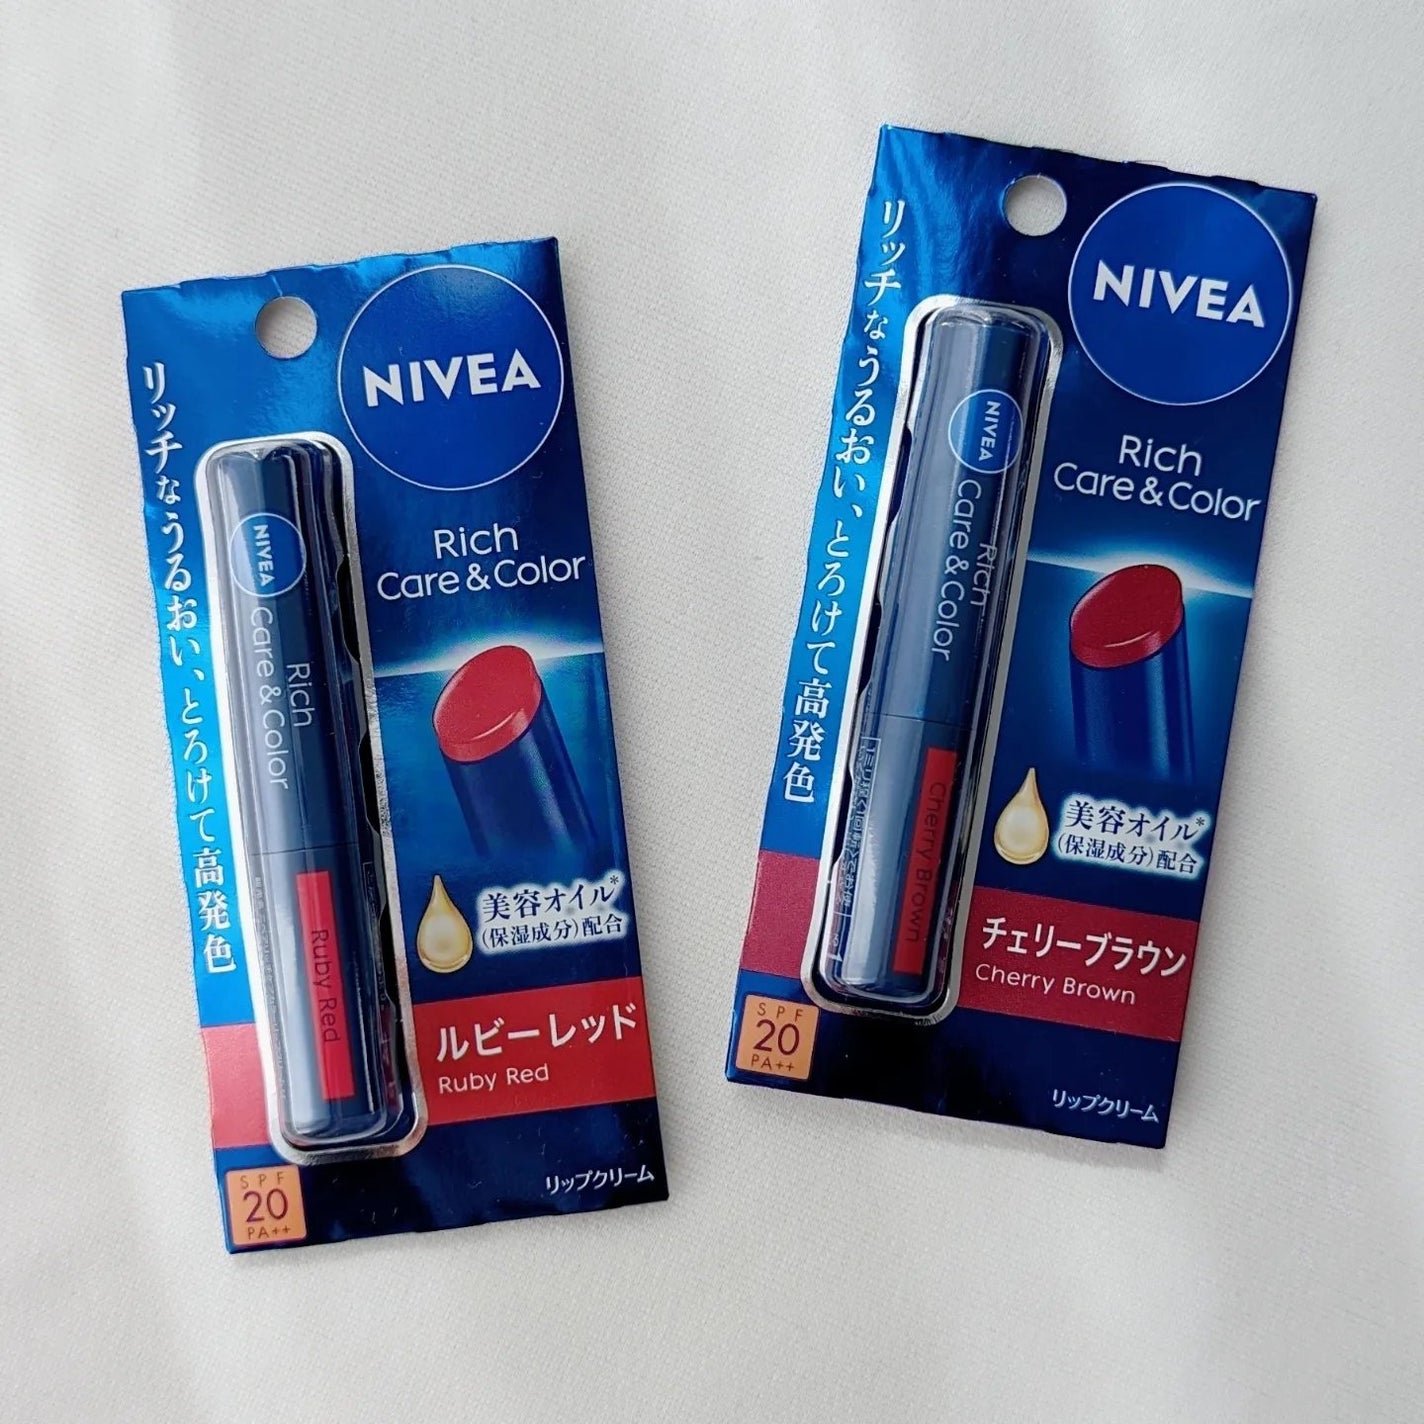 NIVEA
Rich
Care & Color
リッチなうるおい、とろけて高発色
NIVEA
Rich
Care & Color
Ruby Red
美容オイル*
(保湿成分)配合
ルビーレッド
Ruby Red
SPF
20
PA++
リップクリーム
NIVEA
Rich
Care & Color
リッチなうるおい、とろけて高発色
NIVEA
Rich
Care & Color
Cherry Brown
美容オイル*
(保湿成分)配合
チェリーブラウン
Cherry Brown
SPF
20
PA++
リップクリーム